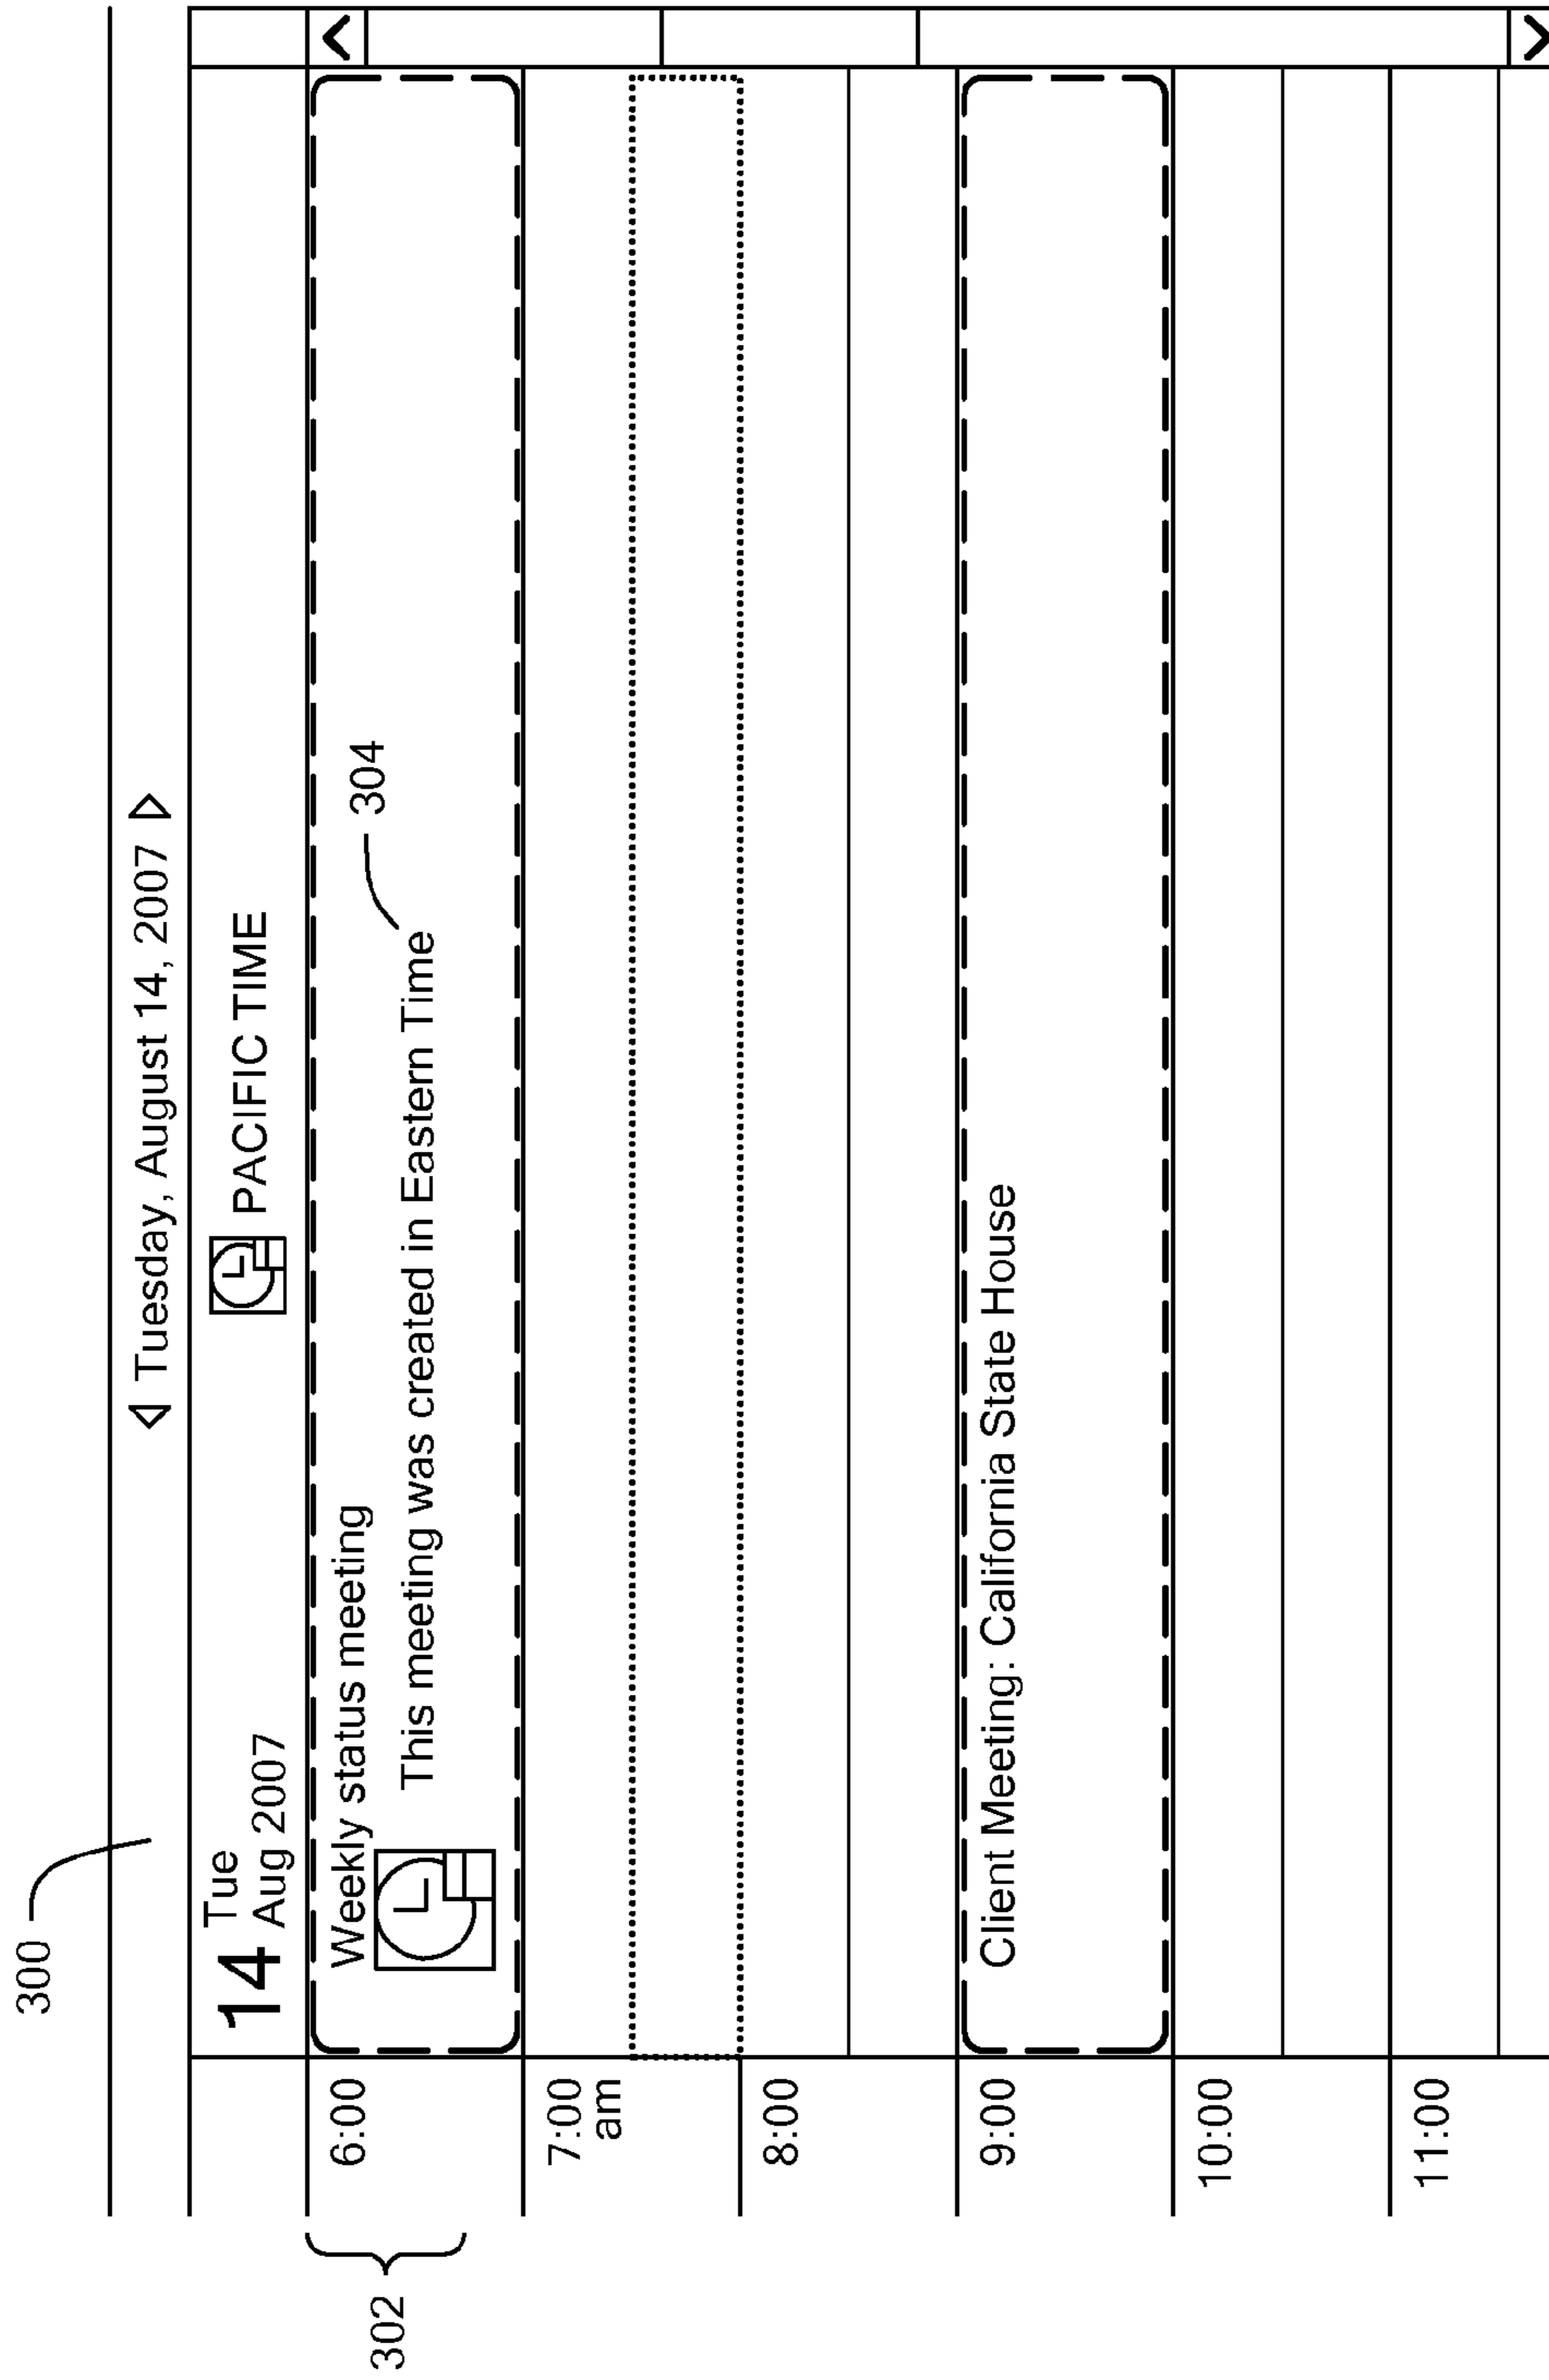 300
Tuesday, August 14, 2007
14 Tue
Aug 2007
PACIFIC TIME
302
6:00
Weekly status meeting
This meeting was created in Eastern Time
304
7:00
am
8:00
9:00
Client Meeting: California State House
10:00
11:00